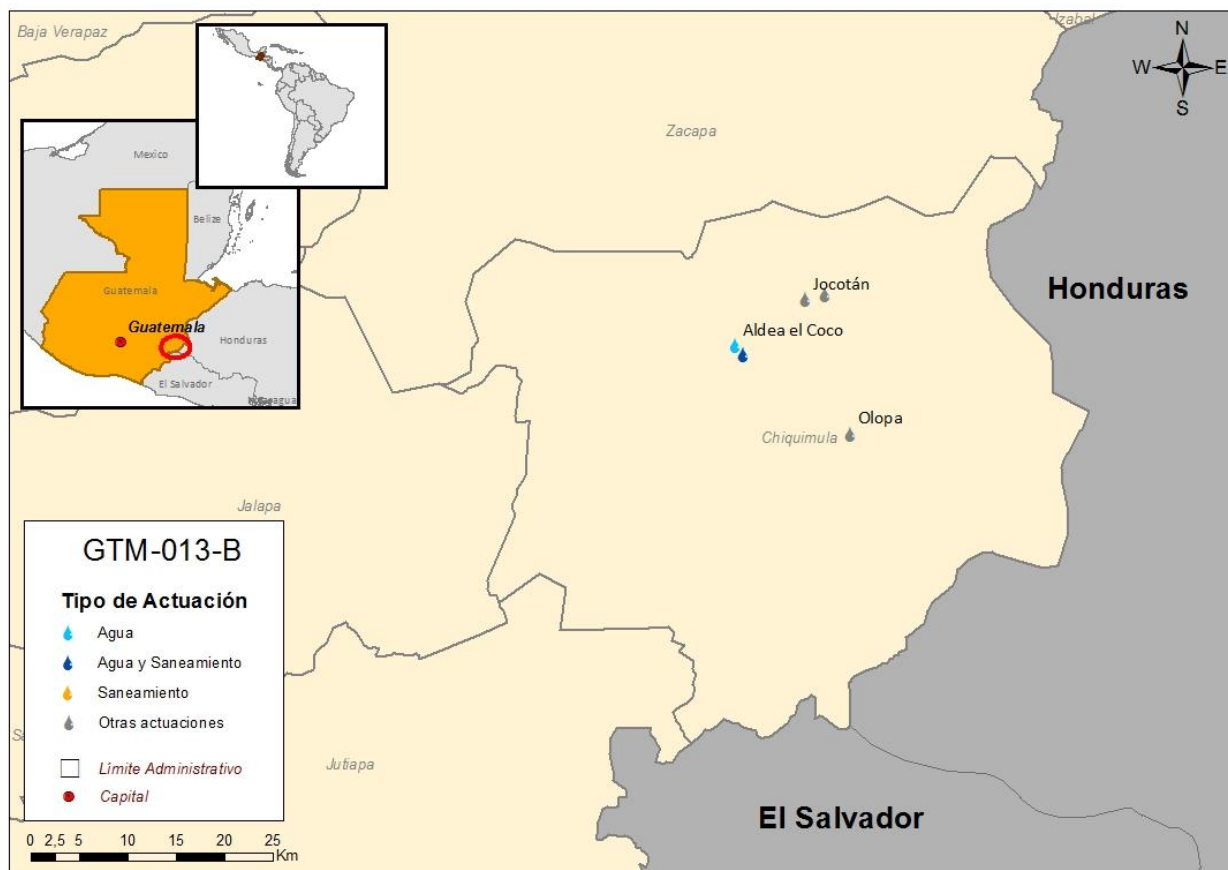 Baja Verapaz
Izabal
N
W E
S
Zacapa
Mexico
Belize
Guatemala
Guatemala
Honduras
El Salvador
Honduras
Jocotán
Aldea el Coco
Olopa
Chiquimula
Jalapa
GTM-013-B
Tipo de Actuación
Agua
Agua y Saneamiento
Saneamiento
Otras actuaciones
Límite Administrativo
Capital
Jutiapa
El Salvador
0 2,5 5 10 15 20 25
Km